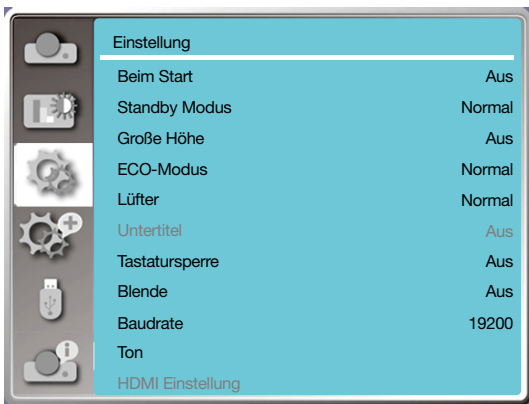 Einstellung
Beim Start Aus
Standby Modus Normal
Große Höhe Aus
ECO-Modus Normal
Lüfter Normal
Untertitel Aus
Tastatursperre Aus
Blende Aus
Baudrate 19200
Ton
HDMI Einstellung